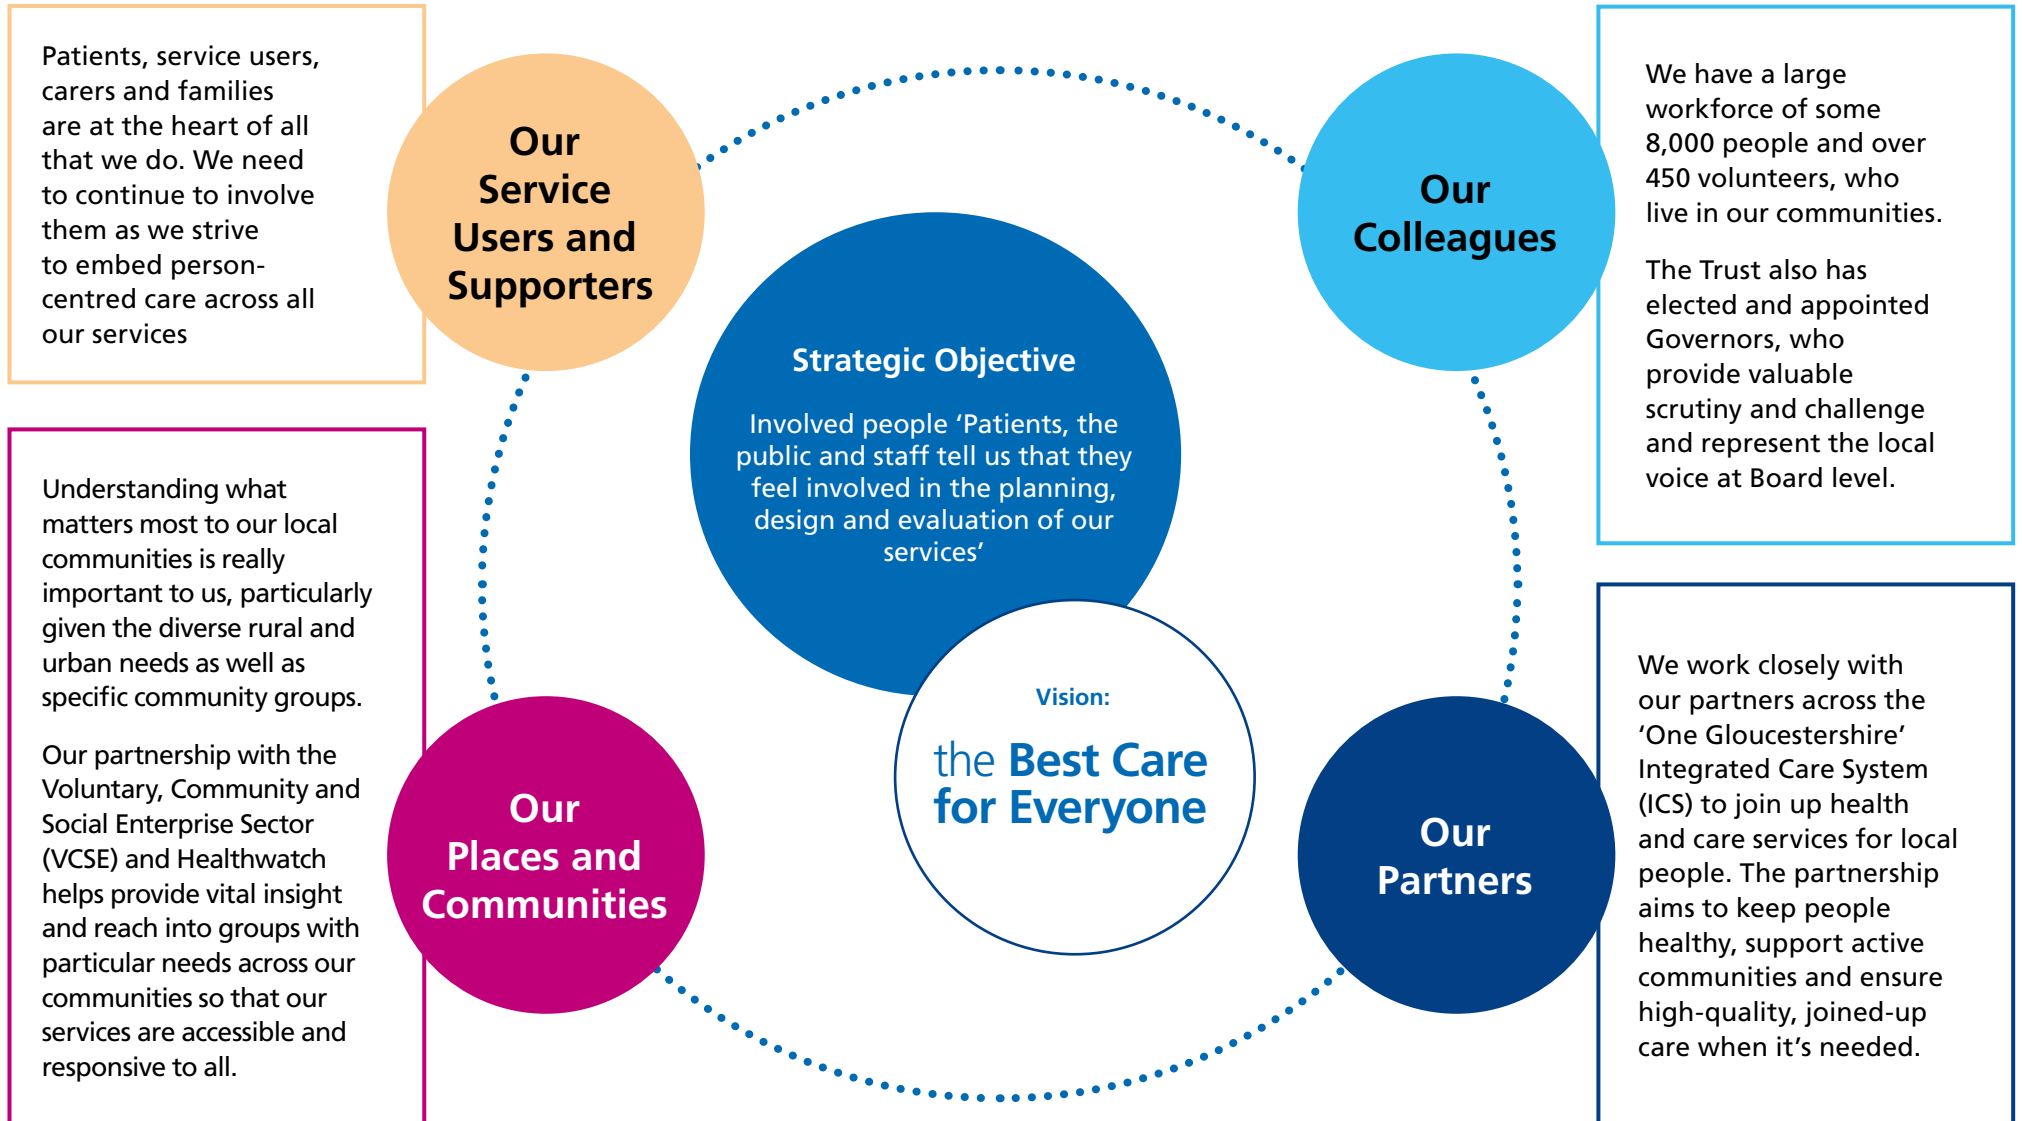 Patients, service users,
carers and families
are at the heart of all
that we do. We need
to continue to involve
them as we strive
to embed person-
centred care across all
our services
Our
Service
Users and
Supporters
Our
Colleagues
We have a large
workforce of some
8,000 people and over
450 volunteers, who
live in our communities.
The Trust also has
elected and appointed
Governors, who
provide valuable
scrutiny and challenge
and represent the local
voice at Board level.
Strategic Objective
Involved people ‘Patients, the
public and staff tell us that they
feel involved in the planning,
design and evaluation of our
services’
Vision:
the Best Care
for Everyone
Understanding what
matters most to our local
communities is really
important to us, particularly
given the diverse rural and
urban needs as well as
specific community groups.
Our partnership with the
Voluntary, Community and
Social Enterprise Sector
(VCSE) and Healthwatch
helps provide vital insight
and reach into groups with
particular needs across our
communities so that our
services are accessible and
responsive to all.
Our
Places and
Communities
Our
Partners
We work closely with
our partners across the
‘One Gloucestershire’
Integrated Care System
(ICS) to join up health
and care services for local
people. The partnership
aims to keep people
healthy, support active
communities and ensure
high-quality, joined-up
care when it’s needed.